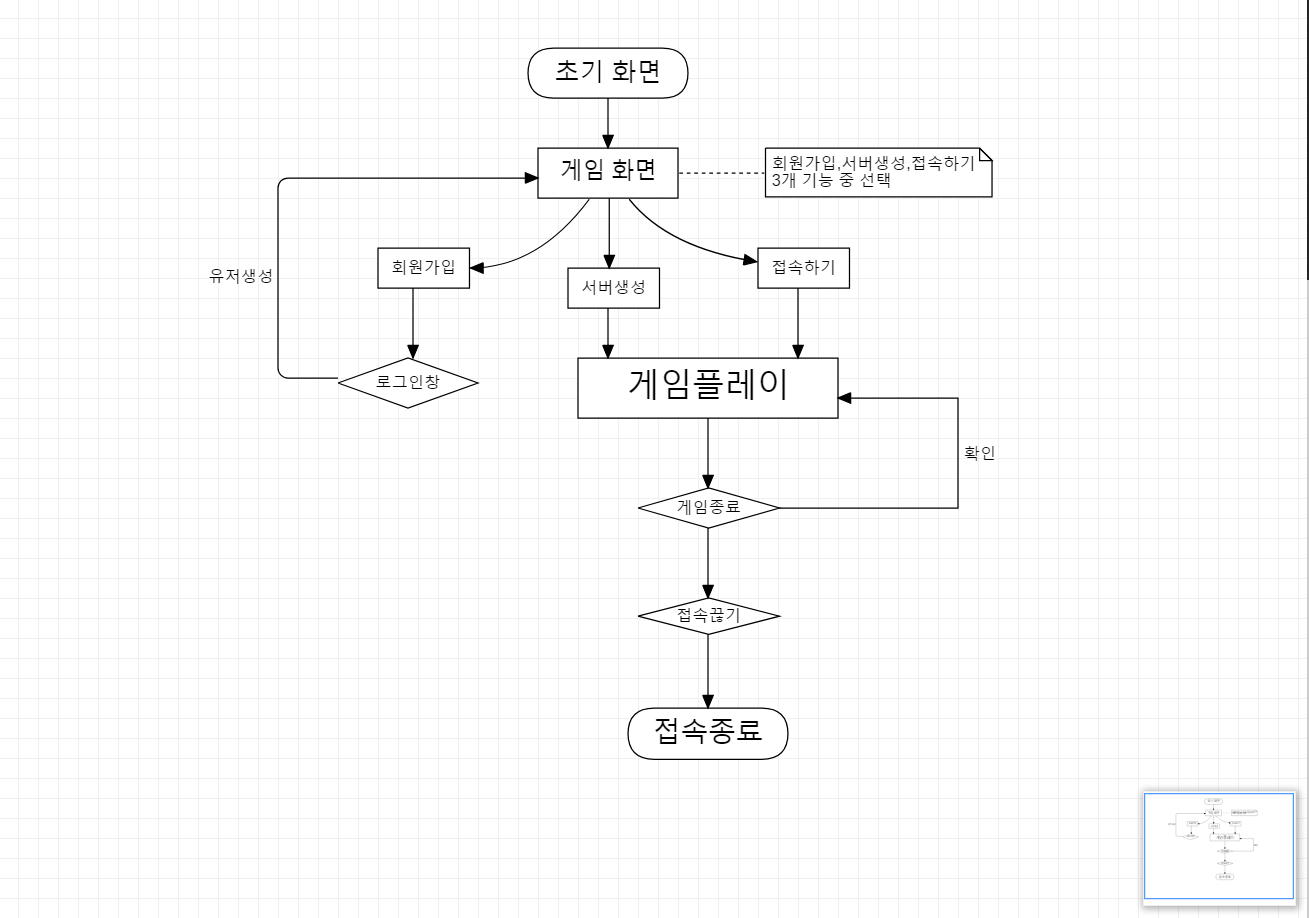 초기 화면
게임 화면
회원가입,서버생성,접속하기
3개 기능 중 선택
회원가입
서버생성
접속하기
유저생성
로그인창
게임플레이
확인
게임종료
접속끊기
접속종료